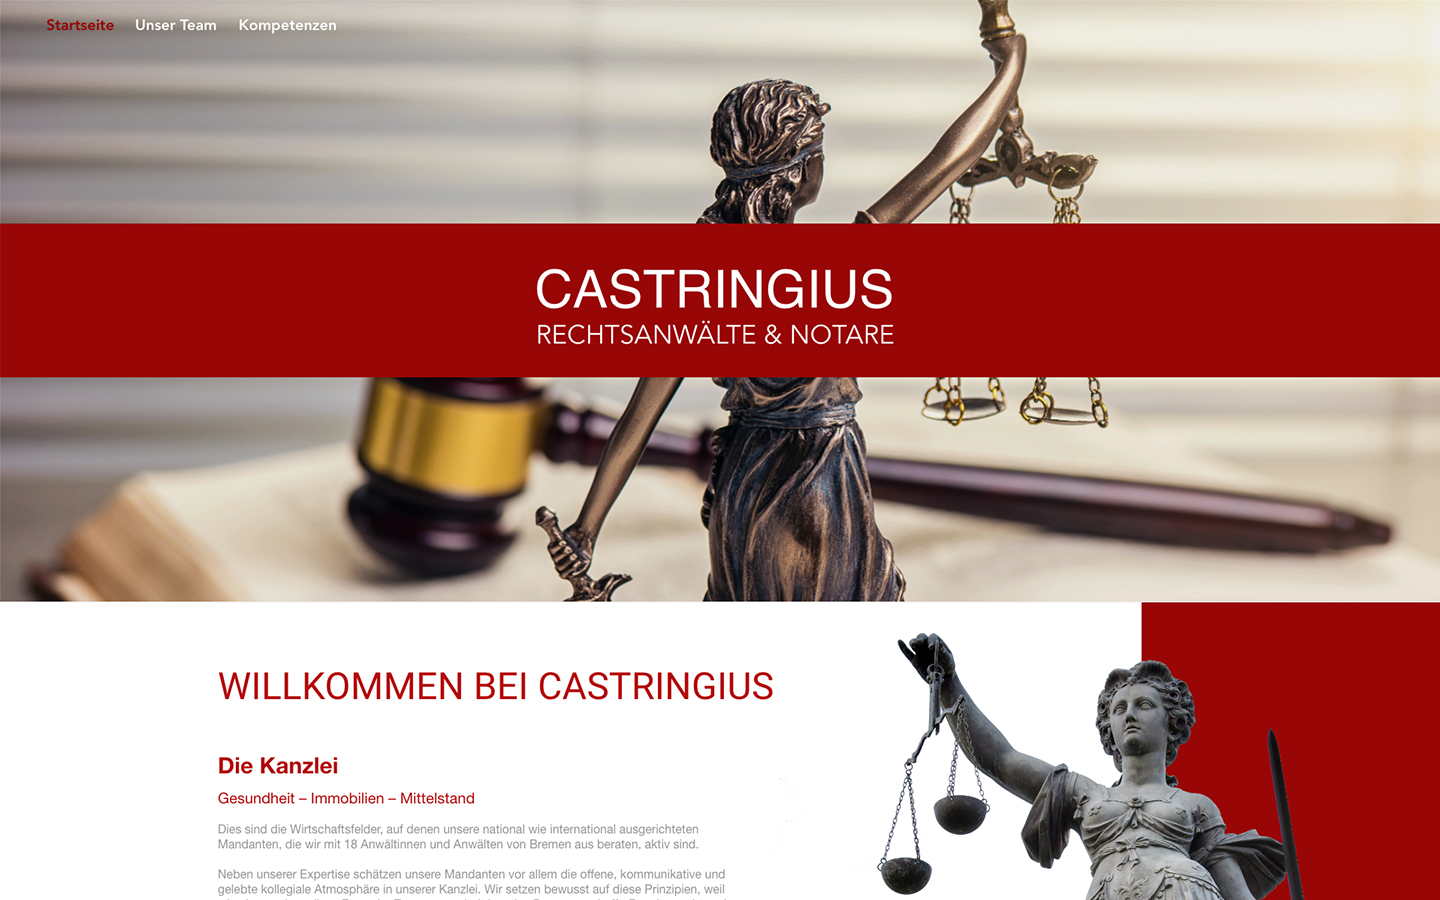 Startseite Unser Team Kompetenzen
CASTRINGIUS
RECHTSANWÄLTE & NOTARE
WILLKOMMEN BEI CASTRINGIUS
Die Kanzlei
Gesundheit – Immobilien – Mittelstand
Dies sind die Wirtschaftsfelder, auf denen unsere national wie international ausgerichteten
Mandanten, die wir mit 18 Anwältinnen und Anwälten von Bremen aus beraten, aktiv sind.
Neben unserer Expertise schätzen unsere Mandanten vor allem die offene, kommunikative und
gelebte kollegiale Atmosphäre in unserer Kanzlei. Wir setzen bewusst auf diese Prinzipien, weil